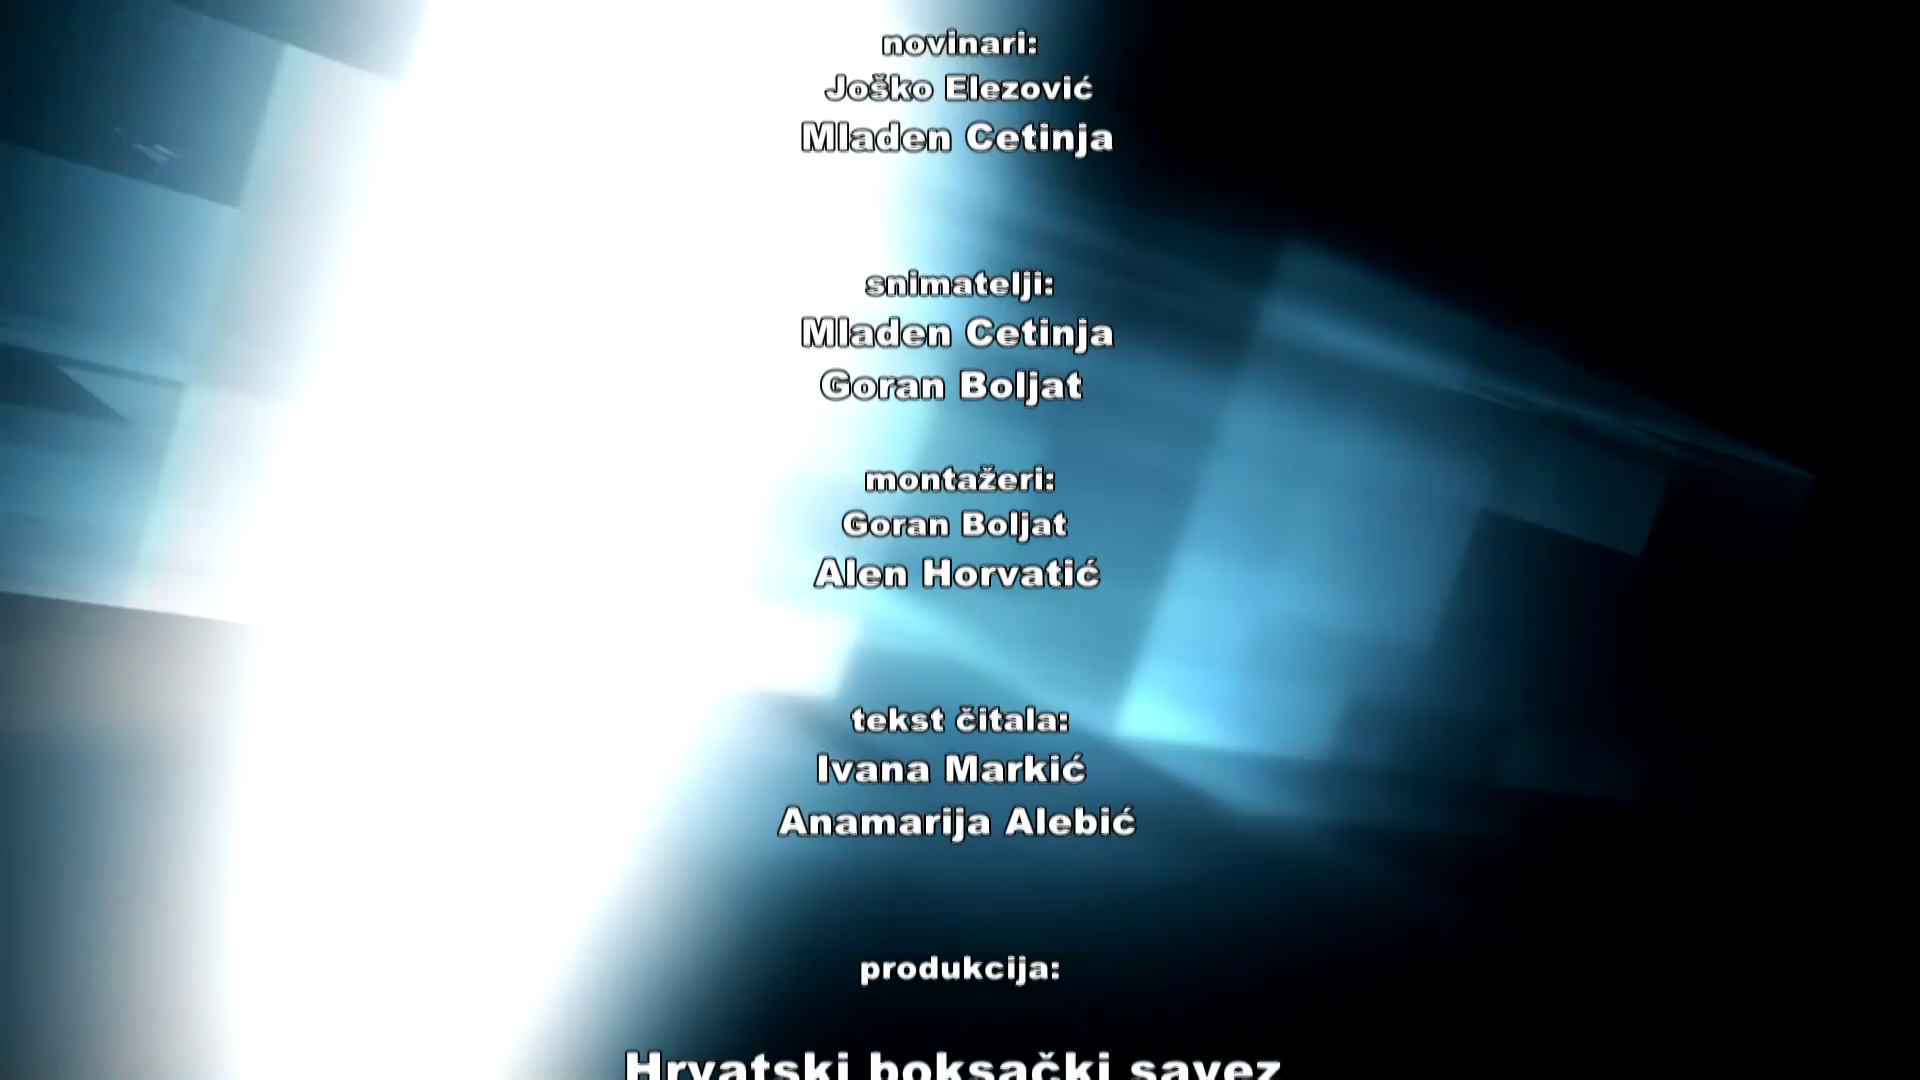 novinari:
Joško Elezović
Mladen Cetinja
snimatelji:
Mladen Cetinja
Goran Boljat
montažeri:
Goran Boljat
Alen Horvatić
tekst čitala:
Ivana Markić
Anamarija Alebić
produkcija:
Hrvatski boksački savez